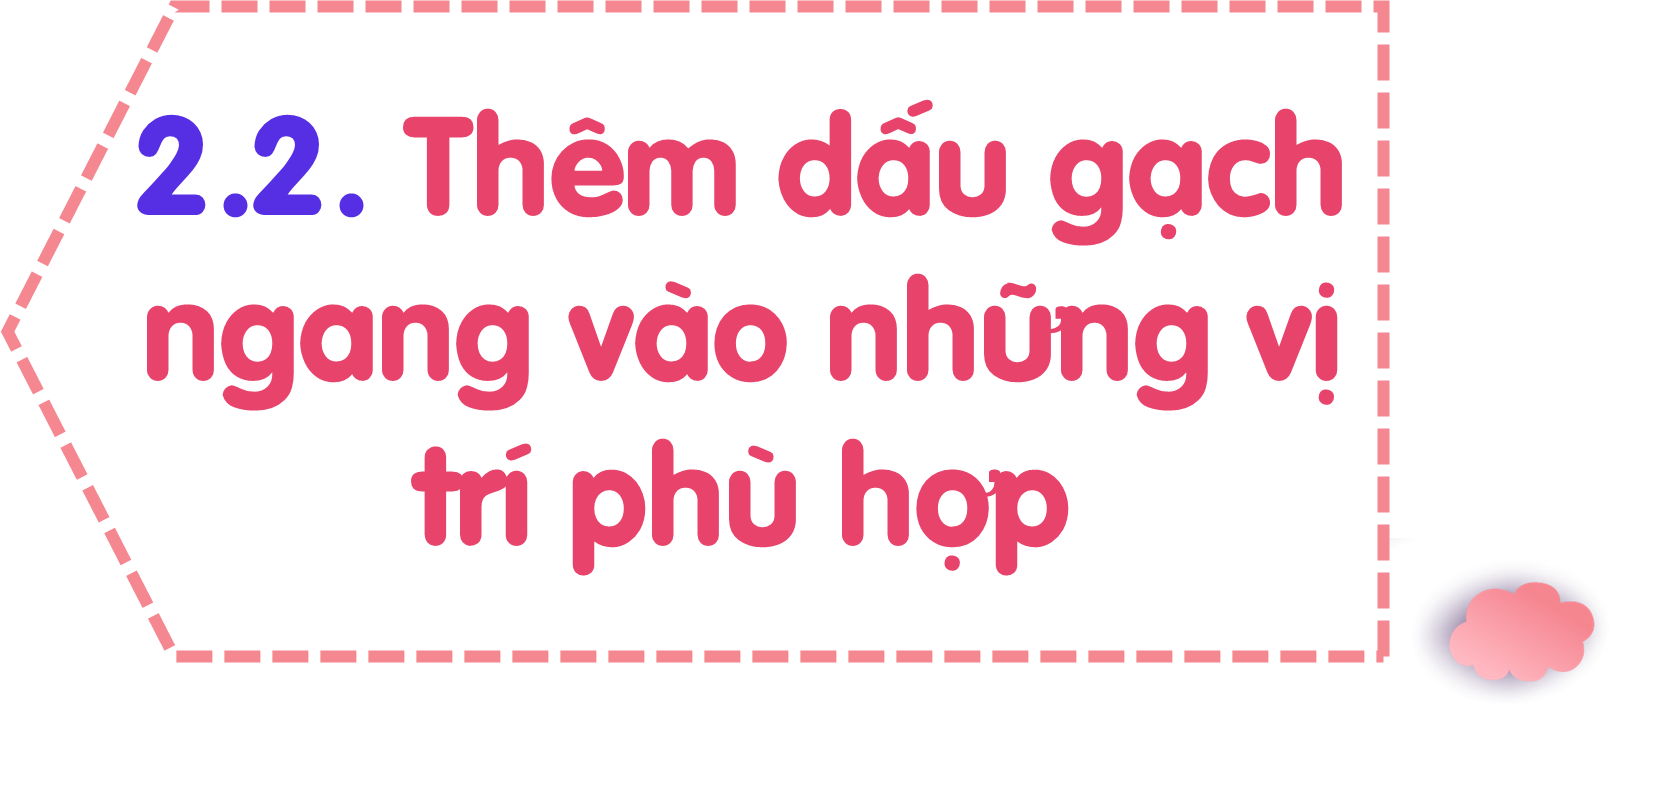 2.2. Thêm dấu gạch
ngang vào những vị
trí phù hợp